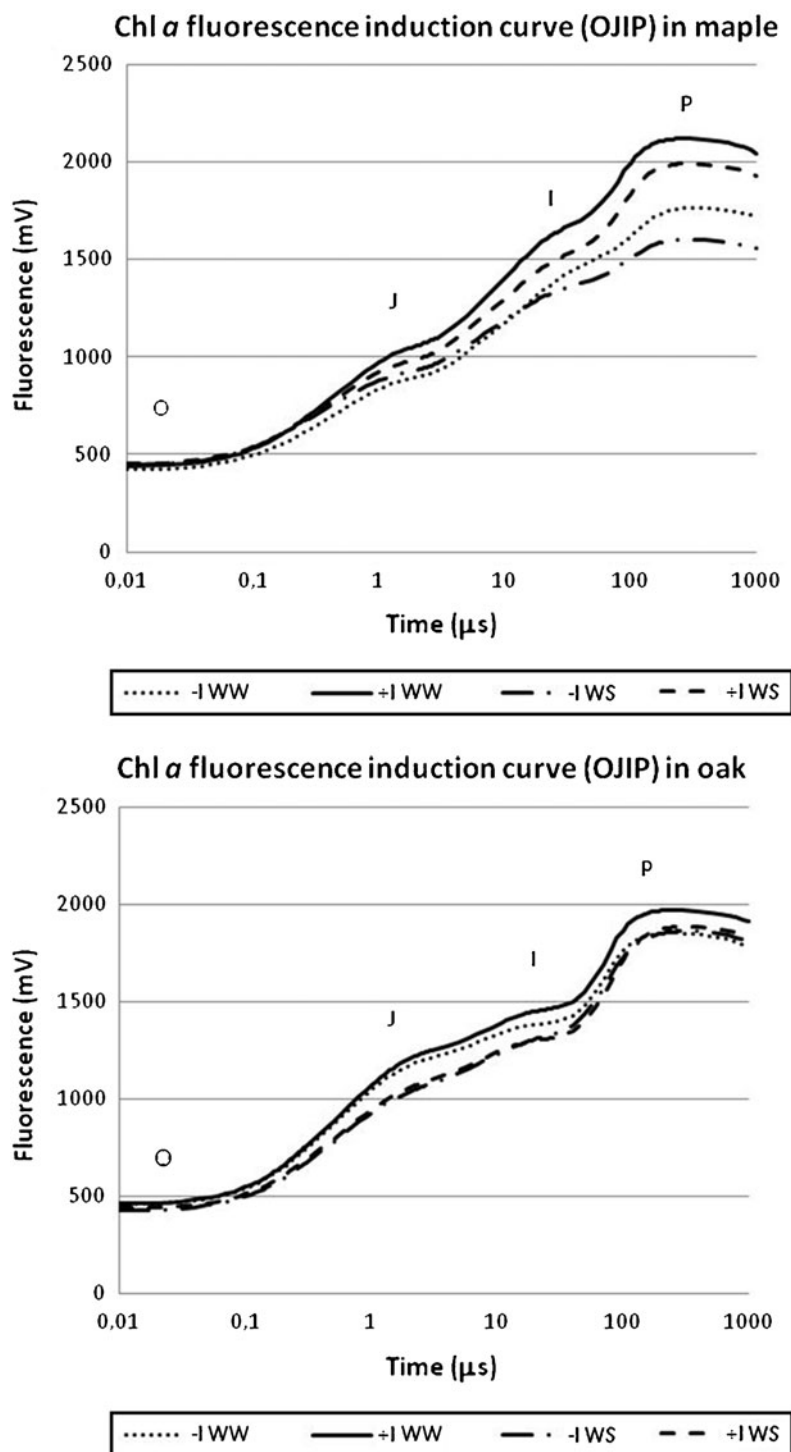 Chl a fluorescence induction curve (OJIP) in maple
2500
2000
1500
1000
500
0
Fluorescence (mV)
O
J
I
P
0,01 0,1 1 10 100 1000
Time (μs)
-I WW ÷I WW -I WS ÷I WS
Chl a fluorescence induction curve (OJIP) in oak
2500
2000
1500
1000
500
0
Fluorescence (mV)
O
J
I
P
0,01 0,1 1 10 100 1000
Time (μs)
-I WW ÷I WW -I WS ÷I WS